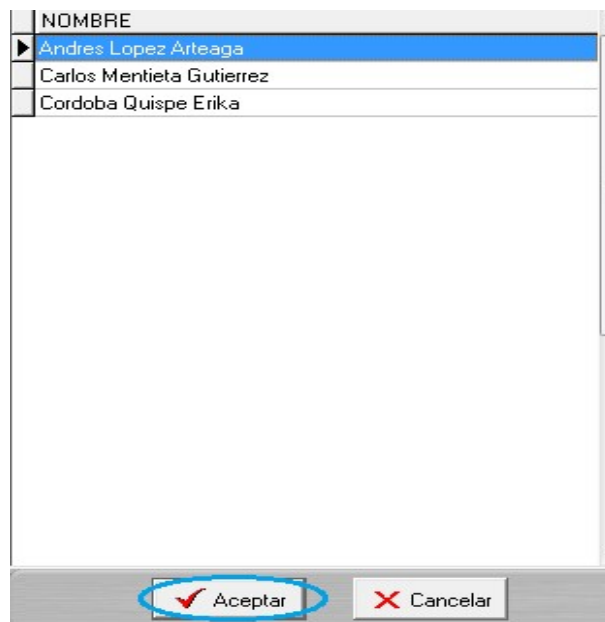 NOMBRE
Andres Lopez Arteaga
Carlos Mentieta Gutierrez
Cordoba Quispe Erika
Aceptar
Cancelar